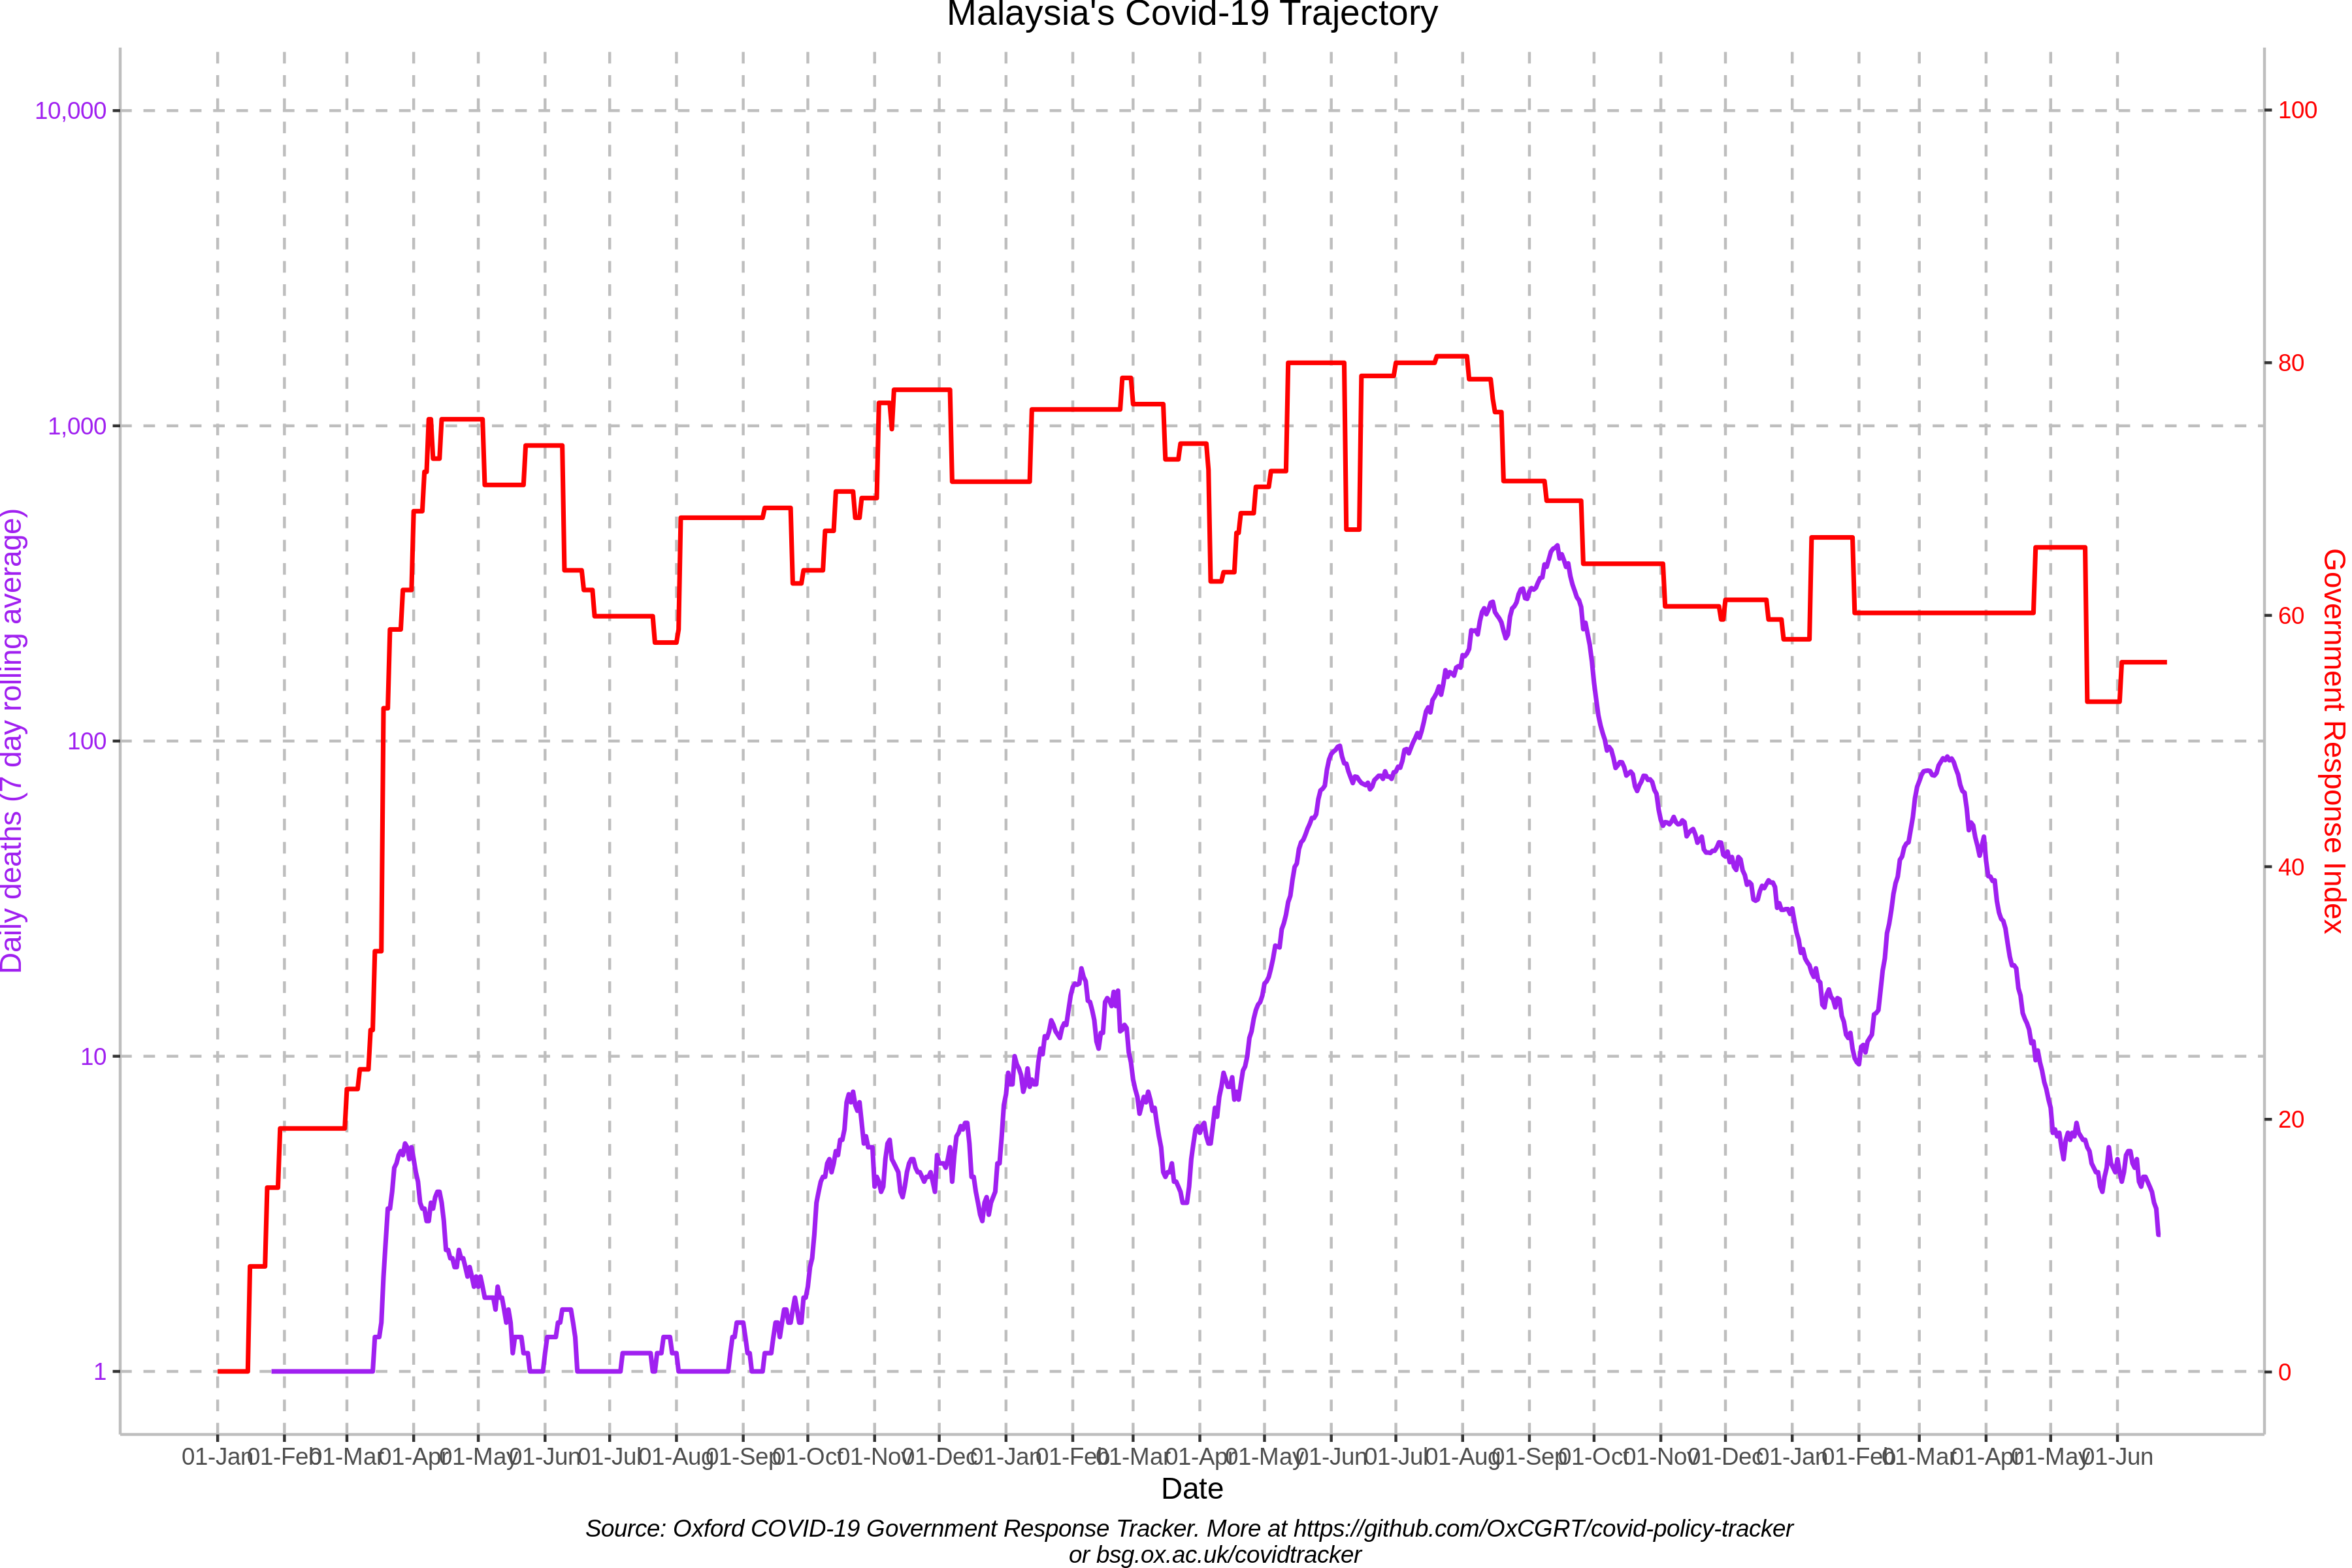 Malaysia's Covid-19 Trajectory
10,000
1,000
100
10
1
Daily deaths (7 day rolling average)
100
80
60
40
20
0
Government Response Index
01-Jan 01-Feb 01-Mar 01-Apr 01-May 01-Jun 01-Jul 01-Aug 01-Sep 01-Oct 01-Nov 01-Dec 01-Jan 01-Feb 01-Mar 01-Apr 01-May 01-Jun 01-Jul 01-Aug 01-Sep 01-Oct 01-Nov 01-Dec 01-Jan 01-Feb 01-Mar 01-Apr 01-May 01-Jun
Date
Source: Oxford COVID-19 Government Response Tracker. More at https://github.com/OxCGRT/covid-policy-tracker
or bsg.ox.ac.uk/covidtracker